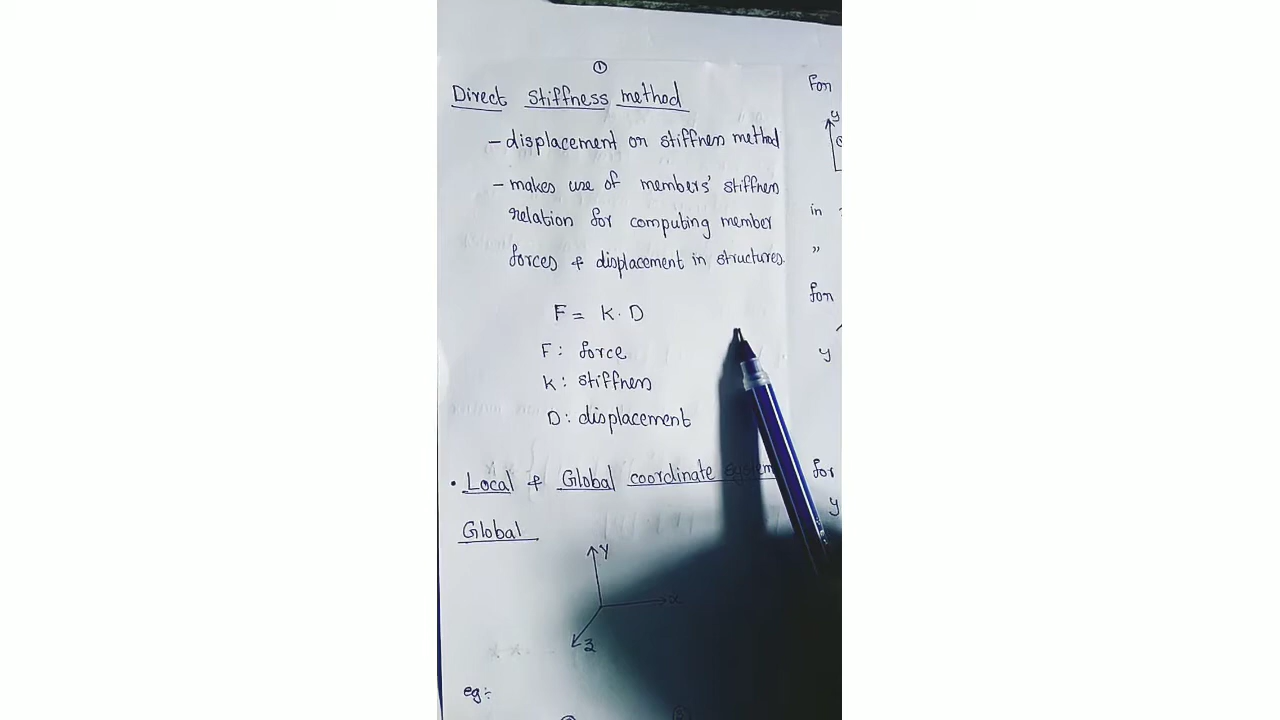 ①
Direct stiffness method
- displacement or stiffness method
- makes use of members' stiffness
relation for computing member
forces & displacement in structures.
F = K. D
F: force
K: stiffness
D: displacement
• Local & Global coordinate system
Global
Y
x
z
eg:-
For
y
in
"
for
y
for
y